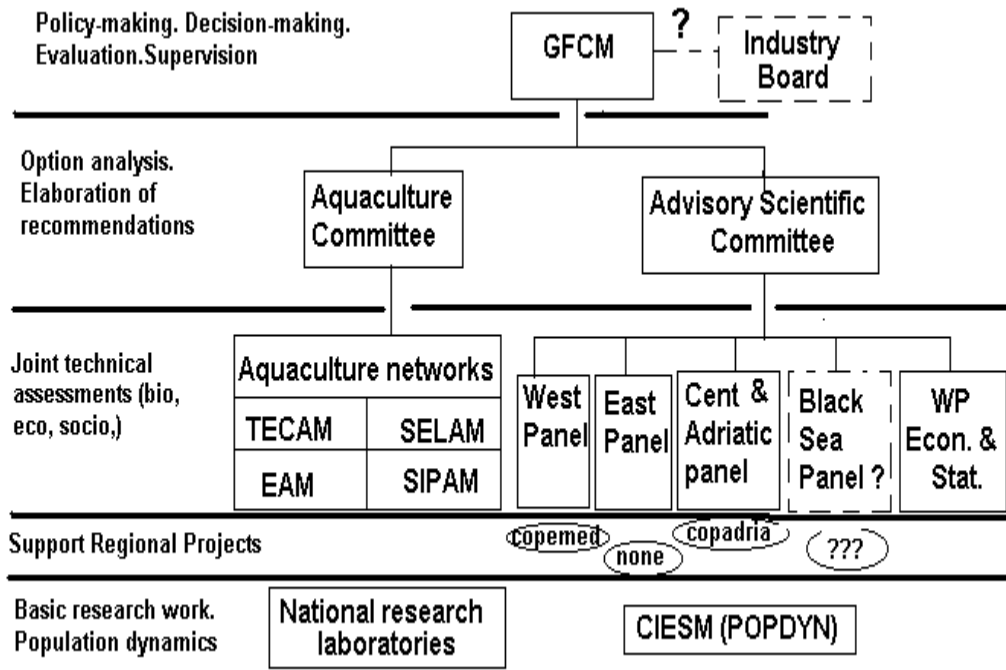 Policy-making. Decision-making.
Evaluation.Supervision
GFCM
?
Industry
Board
Option analysis.
Elaboration of
recommendations
Aquaculture
Committee
Advisory Scientific
Committee
Joint technical
assessments (bio,
eco, socio,)
Aquaculture networks
TECAM
SELAM
EAM
SIPAM
West
Panel
East
Panel
Cent &
Adriatic
panel
Black
Sea
Panel ?
WP
Econ. &
Stat.
Support Regional Projects
copemed
none
copadria
???
Basic research work.
Population dynamics
National research
laboratories
CIESM (POPDYN)